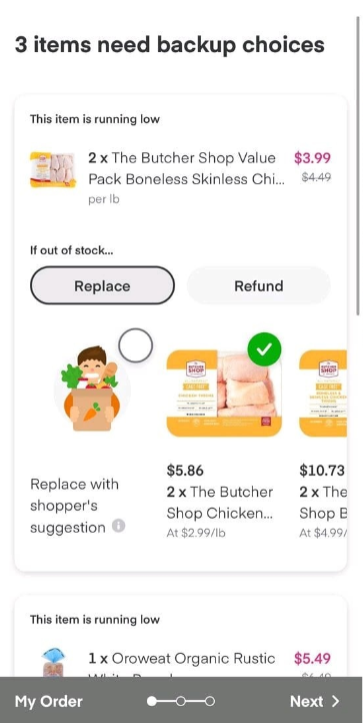 3 items need backup choices
This item is running low
2 x The Butcher Shop Value $3.99
Pack Boneless Skinless Chi... $4.49
per lb
If out of stock...
Replace Refund
BUTCHER SHOP
$5.86 $10.73
Replace with 2 x The Butcher 2 x The
shopper's Shop Chicken... Shop B
suggestion At $2.99/lb At $4.99/
This item is running low
1 x Oroweat Organic Rustic $5.49
My Order Next